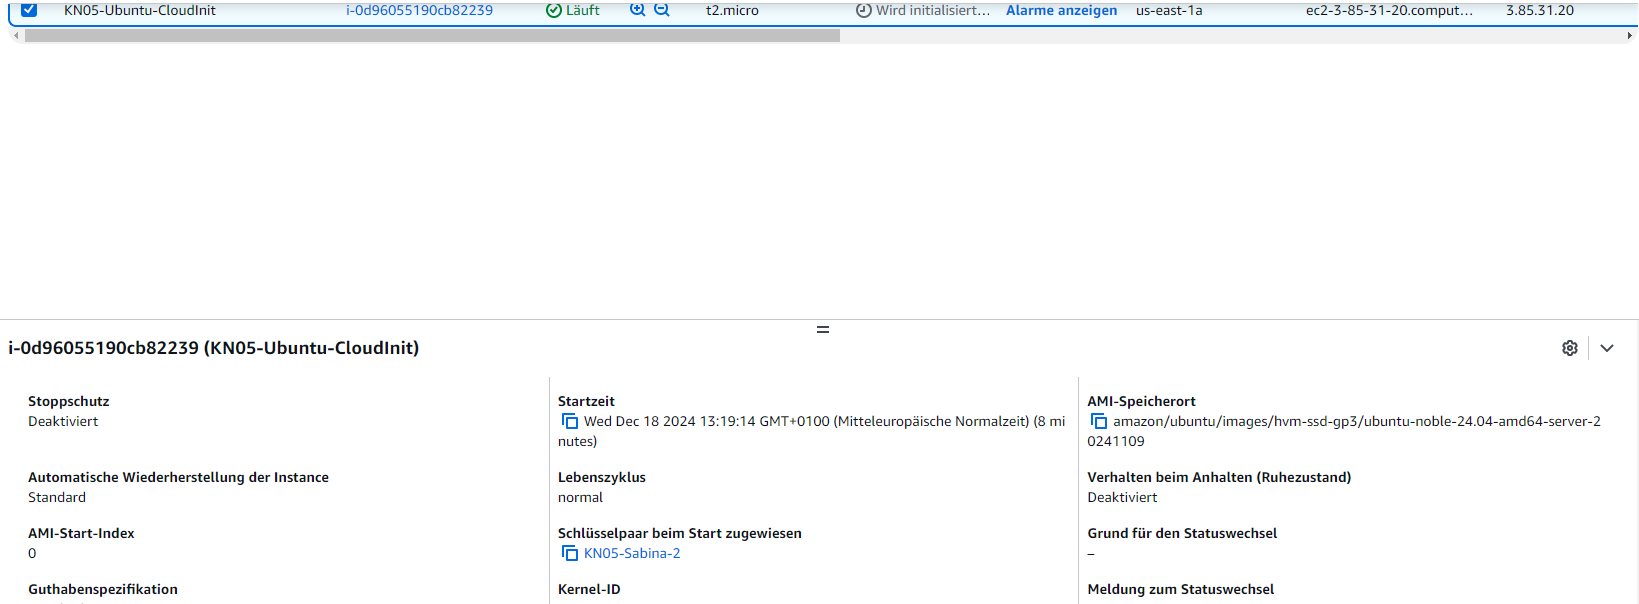 KN05-Ubuntu-CloudInit i-0d96055190cb82239 Läuft t2.micro Wird initialisiert… Alarme anzeigen us-east-1a ec2-3-85-31-20.comput… 3.85.31.20
i-0d96055190cb82239 (KN05-Ubuntu-CloudInit)
Stoppschutz
Deaktiviert
Startzeit
Wed Dec 18 2024 13:19:14 GMT+0100 (Mitteleuropäische Normalzeit) (8 mi
nutes)
AMI-Speicherort
amazon/ubuntu/images/hvm-ssd-gp3/ubuntu-noble-24.04-amd64-server-2
0241109
Automatische Wiederherstellung der Instance
Standard
Lebenszyklus
normal
Verhalten beim Anhalten (Ruhezustand)
Deaktiviert
AMI-Start-Index
0
Schlüsselpaar beim Start zugewiesen
KN05-Sabina-2
Grund für den Statuswechsel
–
Guthabenspezifikation
Kernel-ID
Meldung zum Statuswechsel